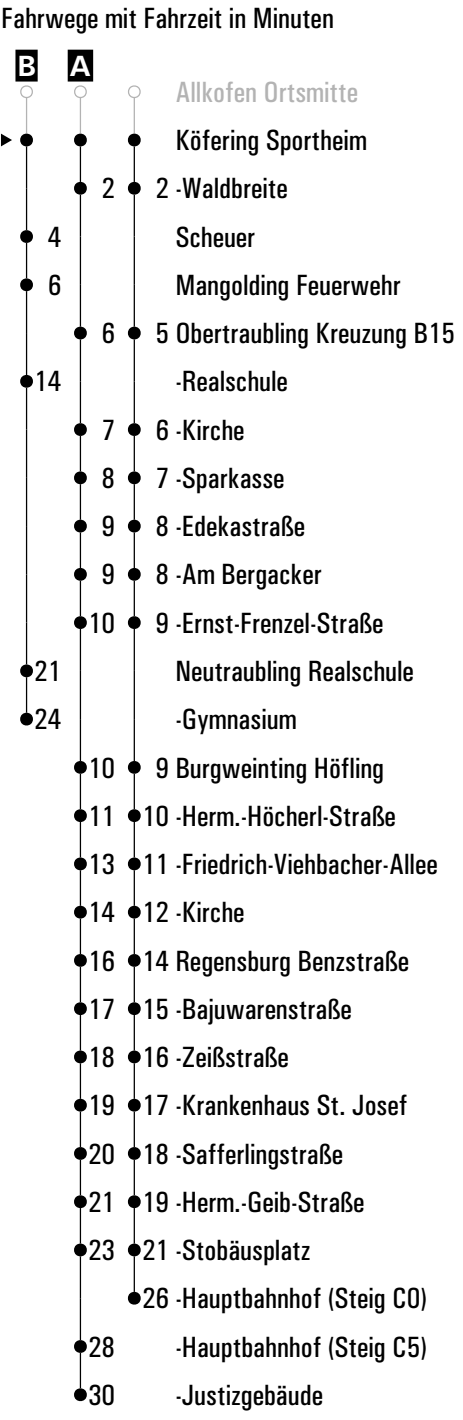 Fahrwege mit Fahrzeit in Minuten
B A
Allkofen Ortsmitte
Köfering Sportheim
2 2 -Waldbreite
4 Scheuer
6 Mangolding Feuerwehr
6 5 Obertraubling Kreuzung B15
14 -Realschule
7 6 -Kirche
8 7 -Sparkasse
9 8 -Edekastraße
9 8 -Am Bergacker
10 9 -Ernst-Frenzel-Straße
21 Neutraubling Realschule
24 -Gymnasium
10 9 Burgweinting Höfling
11 10 -Herm.-Höcherl-Straße
13 11 -Friedrich-Viehbacher-Allee
14 12 -Kirche
16 14 Regensburg Benzstraße
17 15 -Bajuwarenstraße
18 16 -Zeißstraße
19 17 -Krankenhaus St. Josef
20 18 -Safferlingstraße
21 19 -Herm.-Geib-Straße
23 21 -Stobäusplatz
26 -Hauptbahnhof (Steig C0)
28 -Hauptbahnhof (Steig C5)
30 -Justizgebäude